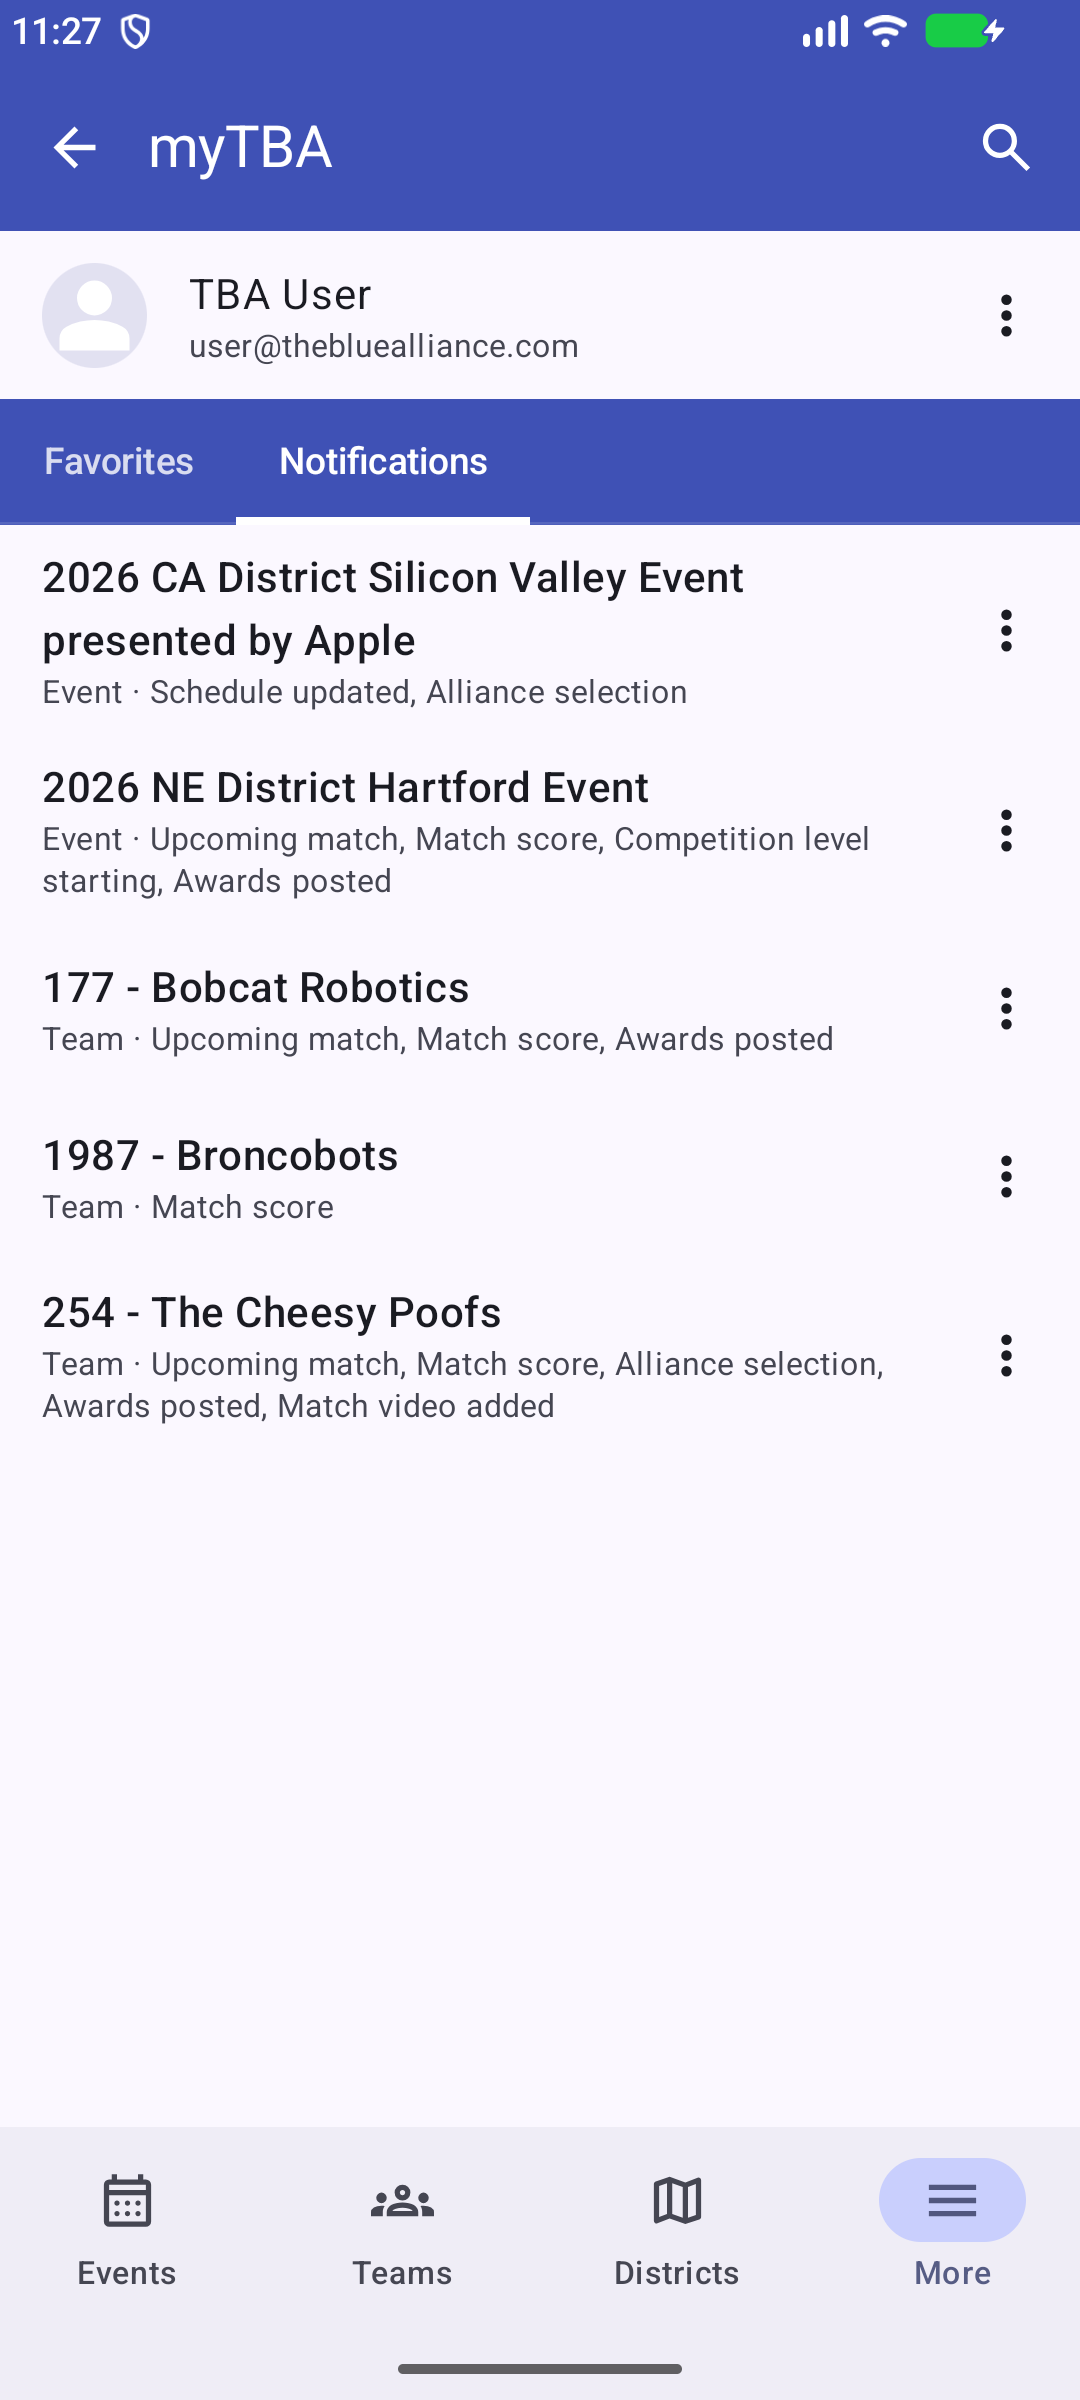 11:27
myTBA
TBA User
user@thebluealliance.com
Favorites
Notifications
2026 CA District Silicon Valley Event
presented by Apple
Event · Schedule updated, Alliance selection
2026 NE District Hartford Event
Event · Upcoming match, Match score, Competition level
starting, Awards posted
177 - Bobcat Robotics
Team · Upcoming match, Match score, Awards posted
1987 - Broncobots
Team · Match score
254 - The Cheesy Poofs
Team · Upcoming match, Match score, Alliance selection,
Awards posted, Match video added
Events
Teams
Districts
More